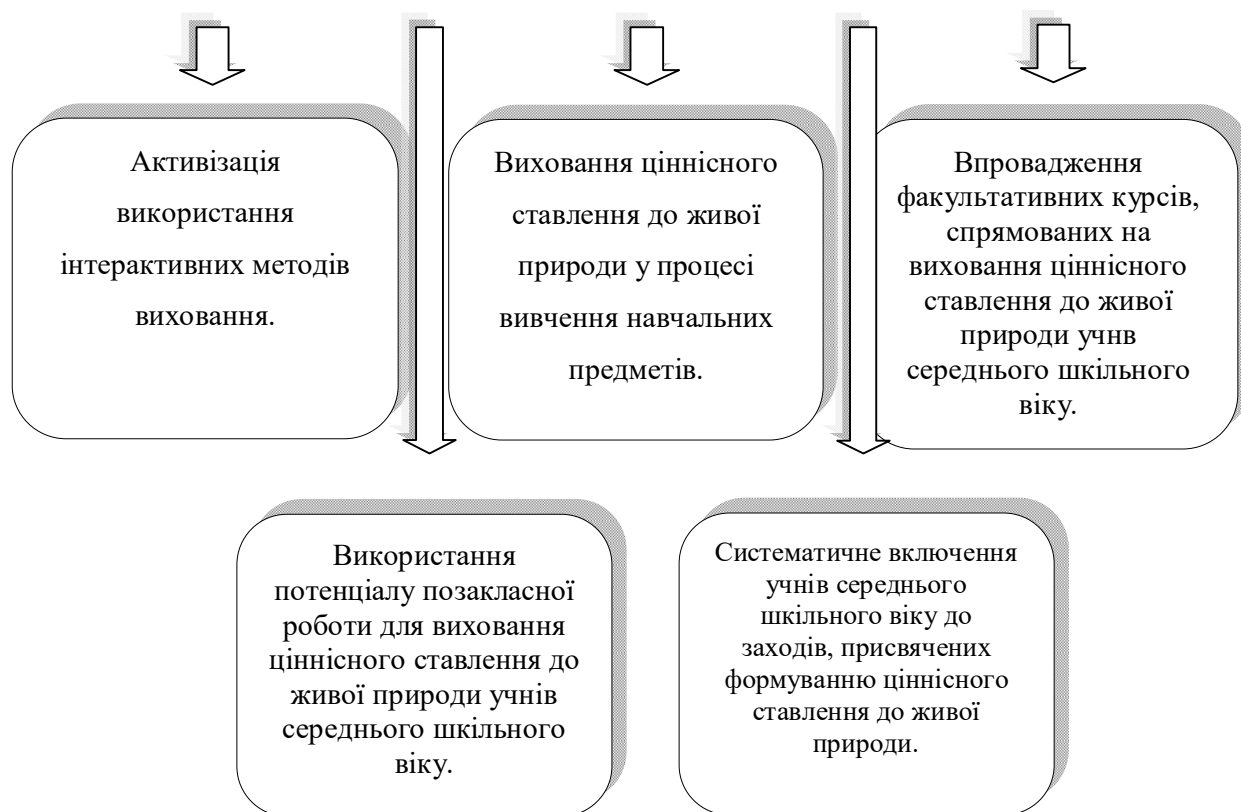 Активізація
використання
інтерактивних методів
виховання.
Виховання ціннісного
ставлення до живої
природи у процесі
вивчення навчальних
предметів.
Впровадження
факультативних курсів,
спрямованих на
виховання ціннісного
ставлення до живої
природи учнв
середнього шкільного
віку.
Використання
потенціалу позакласної
роботи для виховання
ціннісного ставлення до
живої природи учнів
середнього шкільного
віку.
Систематичне включення
учнів середнього
шкільного віку до
заходів, присвячених
формуванню ціннісного
ставлення до живої
природи.